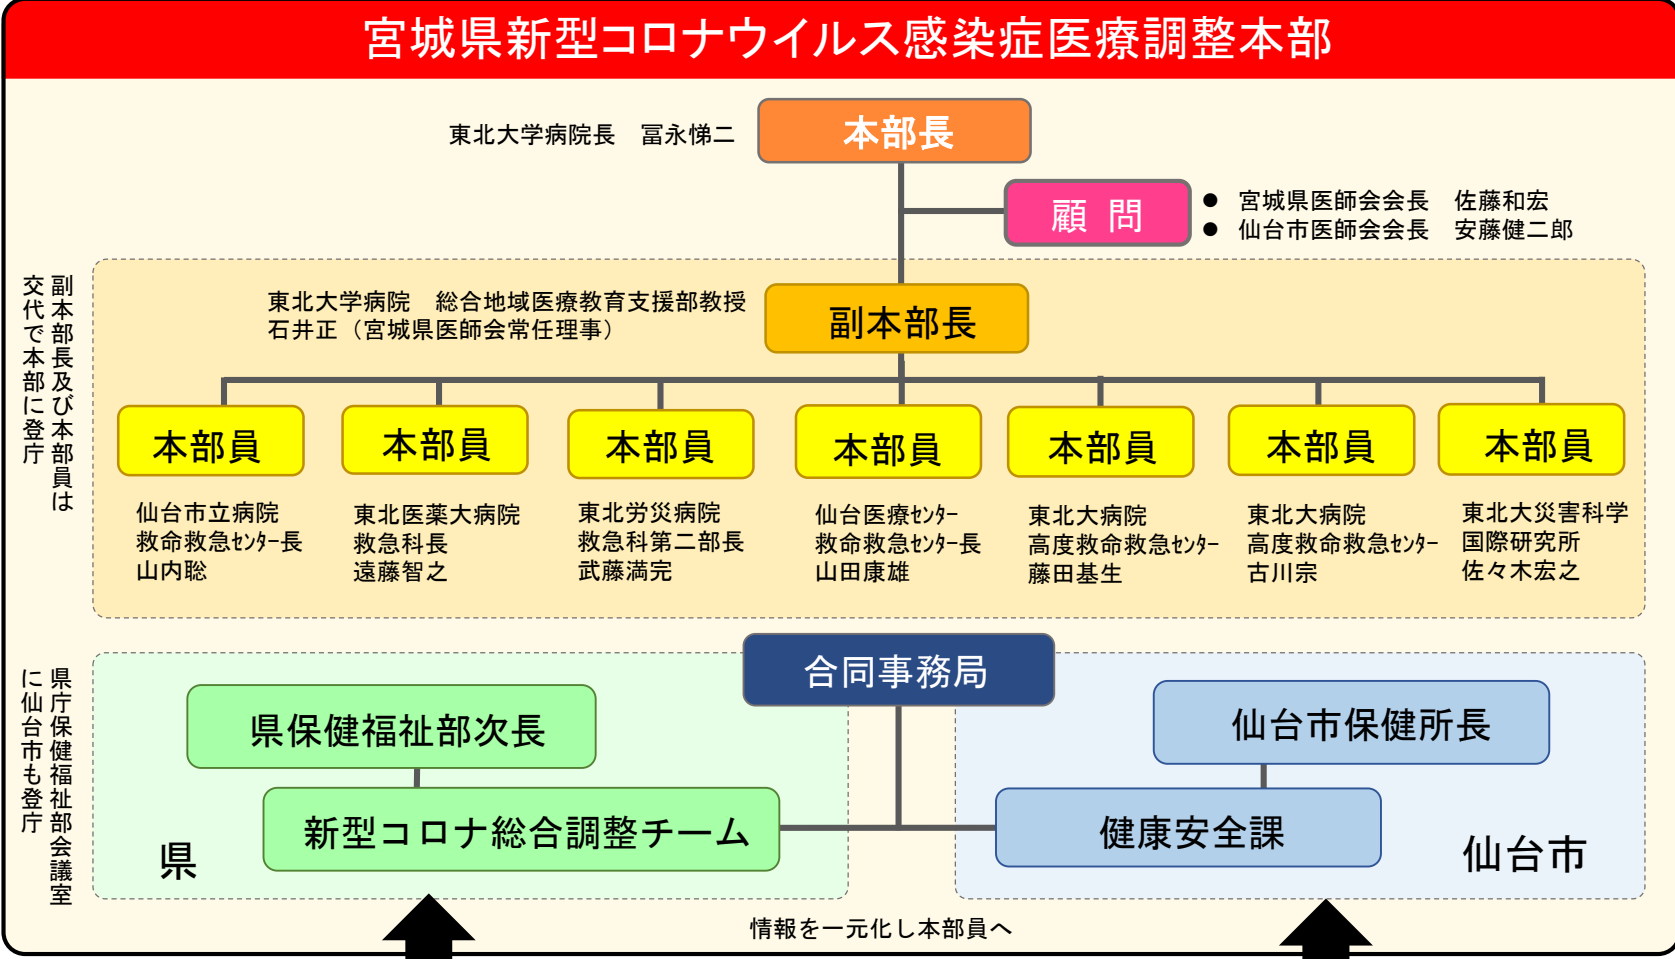 宮城県新型コロナウイルス感染症医療調整本部
東北大学病院長　冨永悌二
本部長
顧 問
● 宮城県医師会会長　佐藤和宏
● 仙台市医師会会長　安藤健二郎
副本部長及び本部員は
交代で本部に登庁
東北大学病院　総合地域医療教育支援部教授
石井正（宮城県医師会常任理事）
副本部長
本部員
仙台市立病院
救命救急ｾﾝﾀｰ長
山内聡
本部員
東北医薬大病院
救急科長
遠藤智之
本部員
東北労災病院
救急科第二部長
武藤満完
本部員
仙台医療ｾﾝﾀｰ
救命救急ｾﾝﾀｰ長
山田康雄
本部員
東北大病院
高度救命救急ｾﾝﾀｰ
藤田基生
本部員
東北大病院
高度救命救急ｾﾝﾀｰ
古川宗
本部員
東北大災害科学
国際研究所
佐々木宏之
県庁保健福祉部会議室
に仙台市も登庁
合同事務局
県保健福祉部次長
新型コロナ総合調整チーム
県
仙台市保健所長
健康安全課
仙台市
情報を一元化し本部員へ